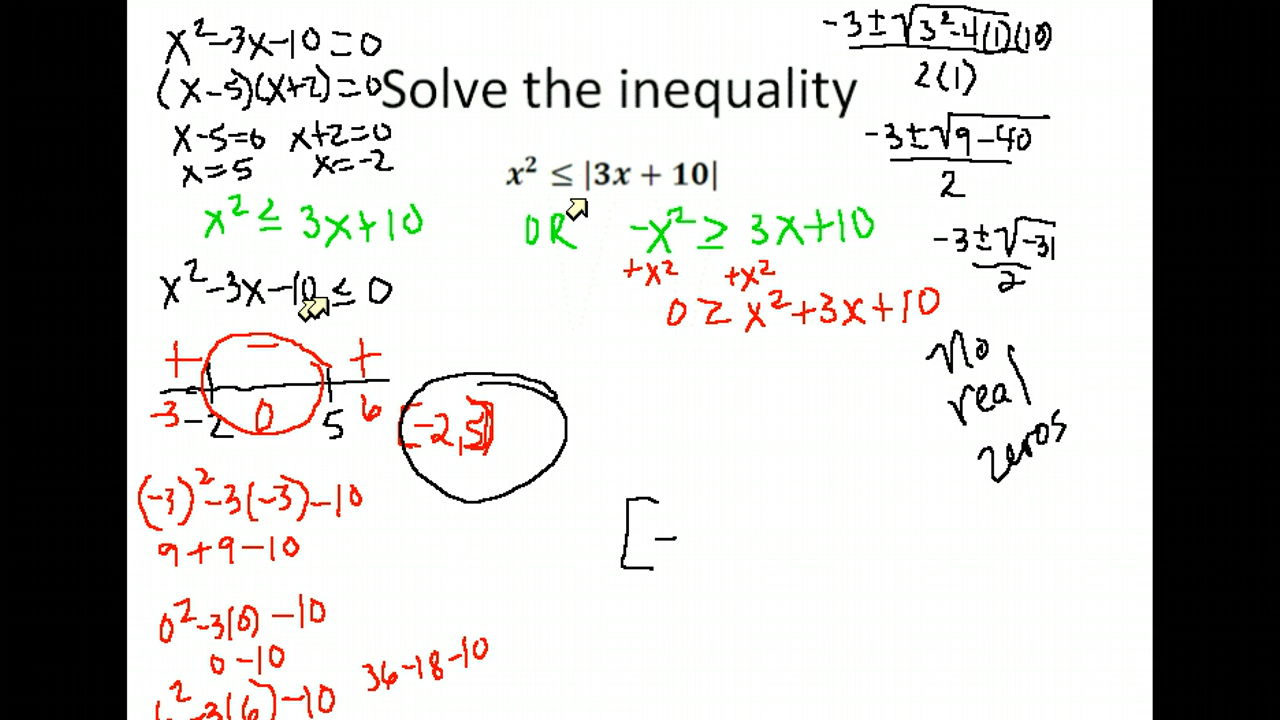 x²-3x-10=0
(x-5)(x+2)=0
x-5=0 x+2=0
x=5 x=-2
Solve the inequality
x² ≤ |3x + 10|
x² ≤ 3x+10 OR -x² ≥ 3x+10
+x² +x²
0 ≥ x²+3x+10
x²-3x-10 ≤ 0
+ - +
-3 -2 0 5 6
[-2,5]
(-3)²-3(-3)-10
9+9-10
0²-3(0)-10
0-10
6²-3(6)-10
36-18-10
[-
-3±√3²-4(1)(10)
2(1)
-3±√9-40
2
-3±√-31
2
no
real
zeros